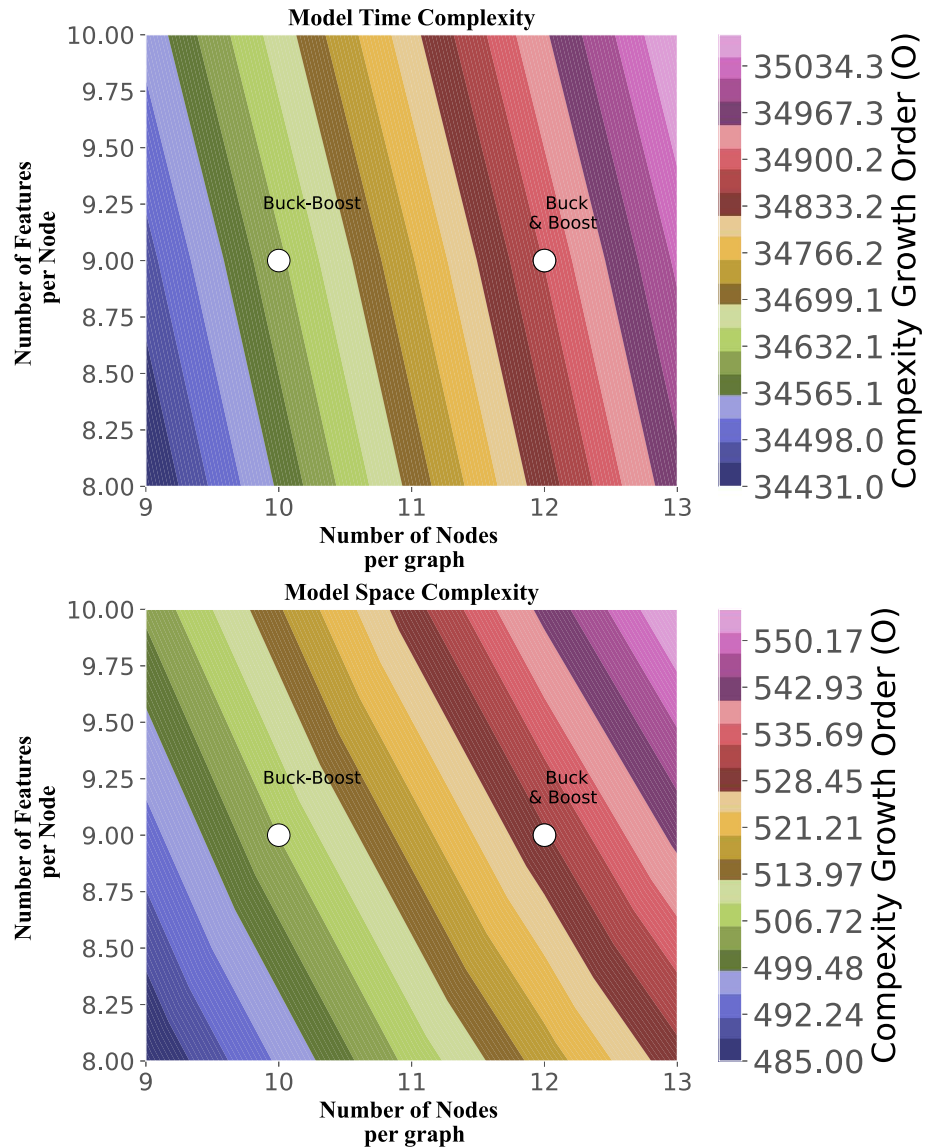 Model Time Complexity
10.00
9.75
9.50
9.25
9.00
8.75
8.50
8.25
8.00
Number of Features
per Node
Buck-Boost
Buck
& Boost
9
10
11
12
13
Number of Nodes
per graph
35034.3
34967.3
34900.2
34833.2
34766.2
34699.1
34632.1
34565.1
34498.0
34431.0
Compexity Growth Order (O)
Model Space Complexity
10.00
9.75
9.50
9.25
9.00
8.75
8.50
8.25
8.00
Number of Features
per Node
Buck-Boost
Buck
& Boost
9
10
11
12
13
Number of Nodes
per graph
550.17
542.93
535.69
528.45
521.21
513.97
506.72
499.48
492.24
485.00
Compexity Growth Order (O)